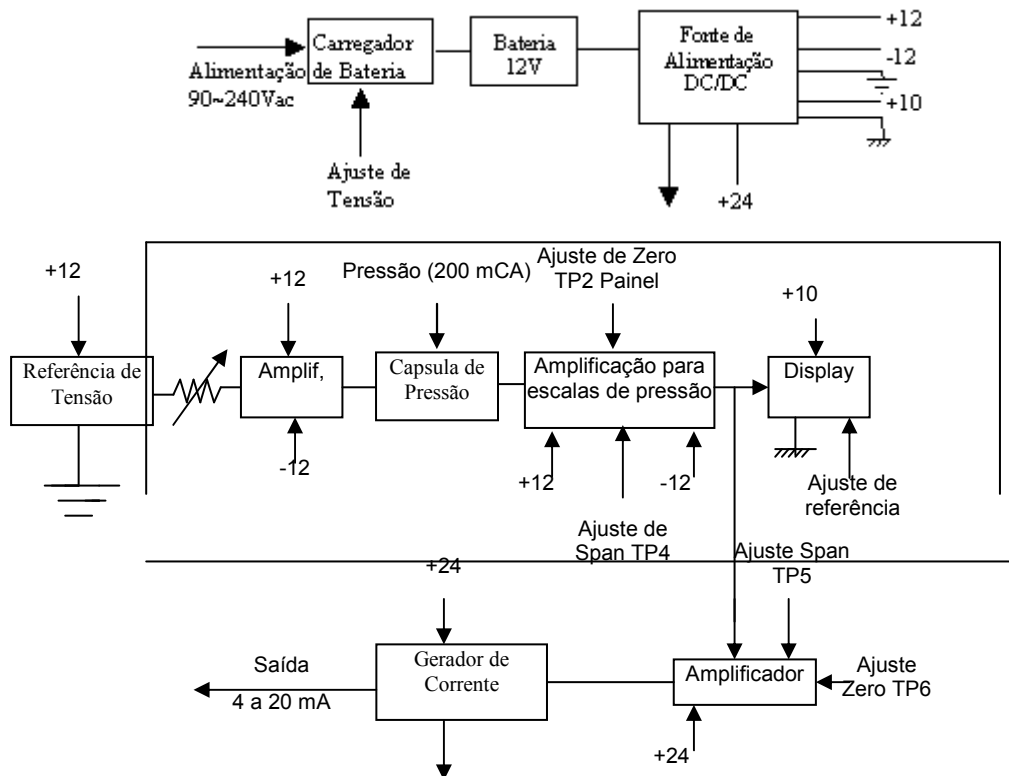 Alimentação
90~240Vac
Carregador
de Bateria
Ajuste de
Tensão
Bateria
12V
Fonte de
Alimentação
DC/DC
+12
-12
+10
+24
+12
Referência de
Tensão
+12
Amplif,
-12
Pressão (200 mCA)
Capsula de
Pressão
Ajuste de Zero
TP2 Painel
Amplificação para
escalas de pressão
+12
-12
Ajuste de
Span TP4
+10
Display
Ajuste de
referência
Ajuste Span
TP5
+24
Gerador de
Corrente
Saída
4 a 20 mA
Amplificador
Ajuste
Zero TP6
+24